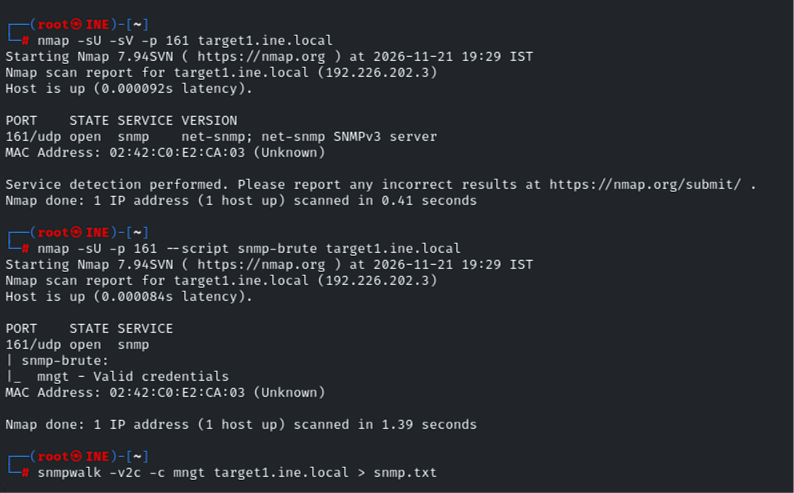 ┌──(root㉿INE)-[~]
└─# nmap -sU -sV -p 161 target1.ine.local
Starting Nmap 7.94SVN ( https://nmap.org ) at 2026-11-21 19:29 IST
Nmap scan report for target1.ine.local (192.226.202.3)
Host is up (0.000092s latency).

PORT    STATE SERVICE VERSION
161/udp open  snmp    net-snmp; net-snmp SNMPv3 server
MAC Address: 02:42:C0:E2:CA:03 (Unknown)

Service detection performed. Please report any incorrect results at https://nmap.org/submit/ .
Nmap done: 1 IP address (1 host up) scanned in 0.41 seconds

┌──(root㉿INE)-[~]
└─# nmap -sU -p 161 --script snmp-brute target1.ine.local
Starting Nmap 7.94SVN ( https://nmap.org ) at 2026-11-21 19:29 IST
Nmap scan report for target1.ine.local (192.226.202.3)
Host is up (0.000084s latency).

PORT    STATE SERVICE
161/udp open  snmp
| snmp-brute:
|_  mngt - Valid credentials
MAC Address: 02:42:C0:E2:CA:03 (Unknown)

Nmap done: 1 IP address (1 host up) scanned in 1.39 seconds

┌──(root㉿INE)-[~]
└─# snmpwalk -v2c -c mngt target1.ine.local > snmp.txt